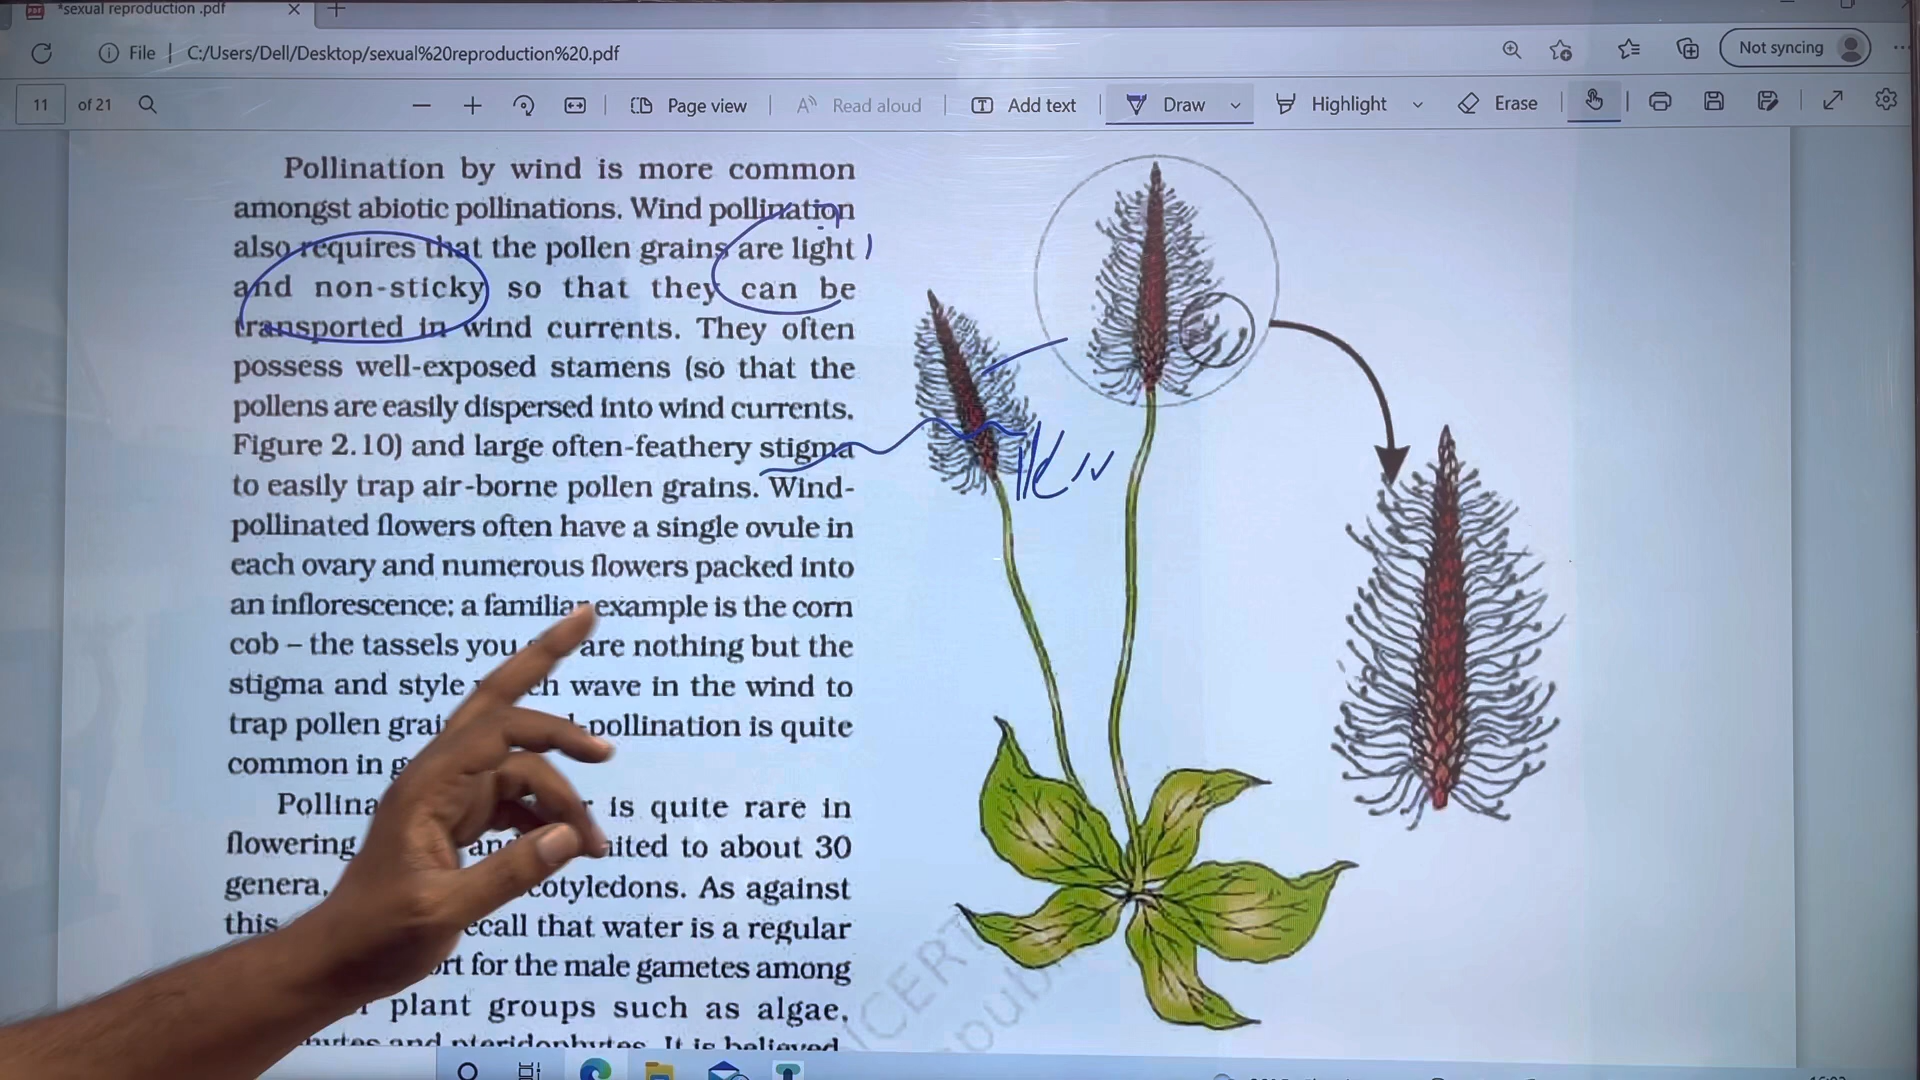 *sexual reproduction .pdf
File | C:/Users/Dell/Desktop/sexual%20reproduction%20.pdf
Not syncing
11 of 21
Page view
Read aloud
Add text
Draw
Highlight
Erase
Pollination by wind is more common
amongst abiotic pollinations. Wind pollination
also requires that the pollen grains are light
and non-sticky so that they can be
transported in wind currents. They often
possess well-exposed stamens (so that the
pollens are easily dispersed into wind currents,
Figure 2.10) and large often-feathery stigma
to easily trap air-borne pollen grains. Wind-
pollinated flowers often have a single ovule in
each ovary and numerous flowers packed into
an inflorescence; a familiar example is the corn
cob – the tassels you are nothing but the
stigma and style wave in the wind to
trap pollen -pollination is quite
common in
is quite rare in
flowering to about 30
genera, As against
this that water is a regular
for the male gametes among
plant groups such as algae,
and pteridophytes. It is believed